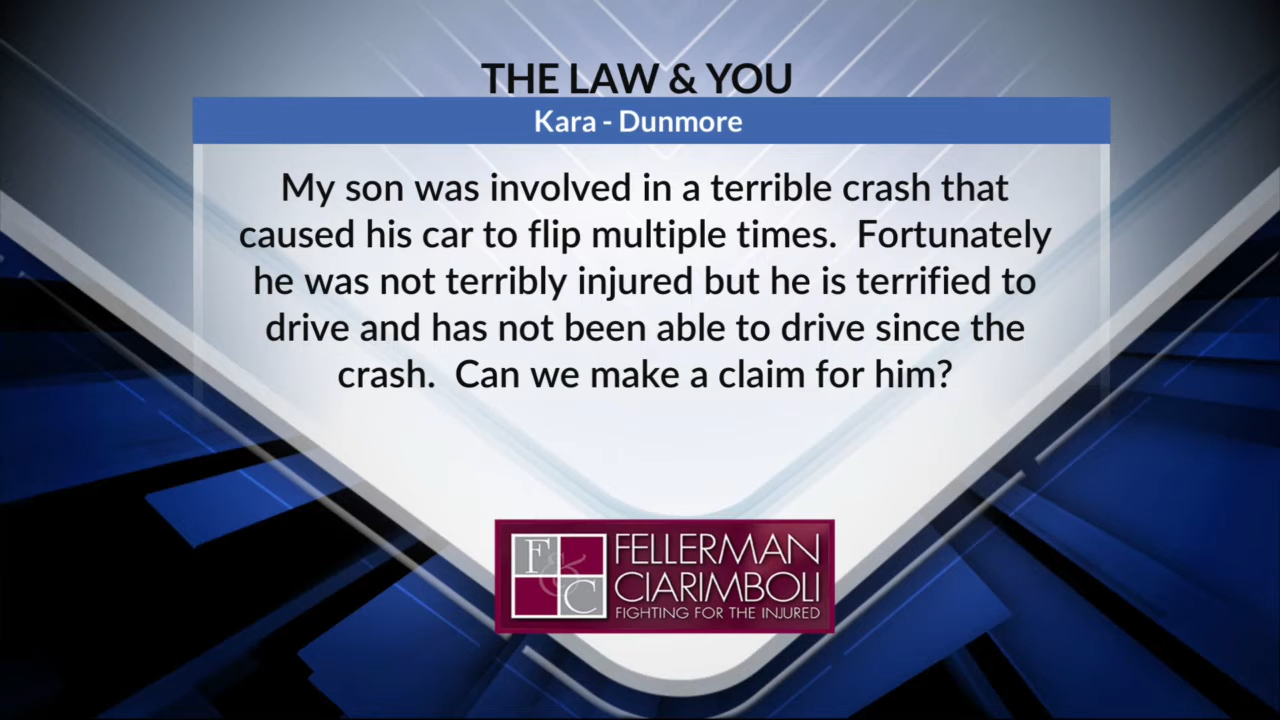 THE LAW & YOU
Kara - Dunmore
My son was involved in a terrible crash that
caused his car to flip multiple times.  Fortunately
he was not terribly injured but he is terrified to
drive and has not been able to drive since the
crash.  Can we make a claim for him?
F&C
FELLERMAN
CIARIMBOLI
FIGHTING FOR THE INJURED